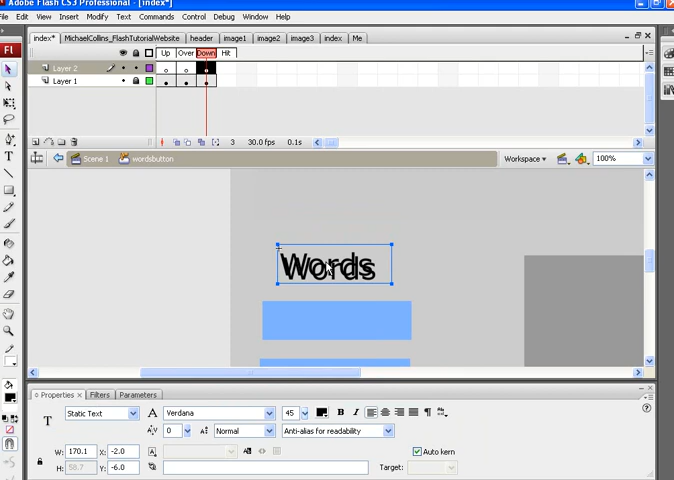 Adobe Flash CS3 Professional - [index*]
File Edit View Insert Modify Text Commands Control Debug Window Help
index* MichaelCollins_FlashTutorialWebsite header image1 image2 image3 index Me
Up Over Down Hit
Layer 2
Layer 1
3 30.0 fps 0.1s
Scene 1 wordsbutton Workspace 100%
Words
Properties Filters Parameters
Static Text A Verdana 45 B I
0 Normal Anti-alias for readability
W: 170.1 X: -2.0 Auto kern
H: 58.7 Y: -6.0 Target: